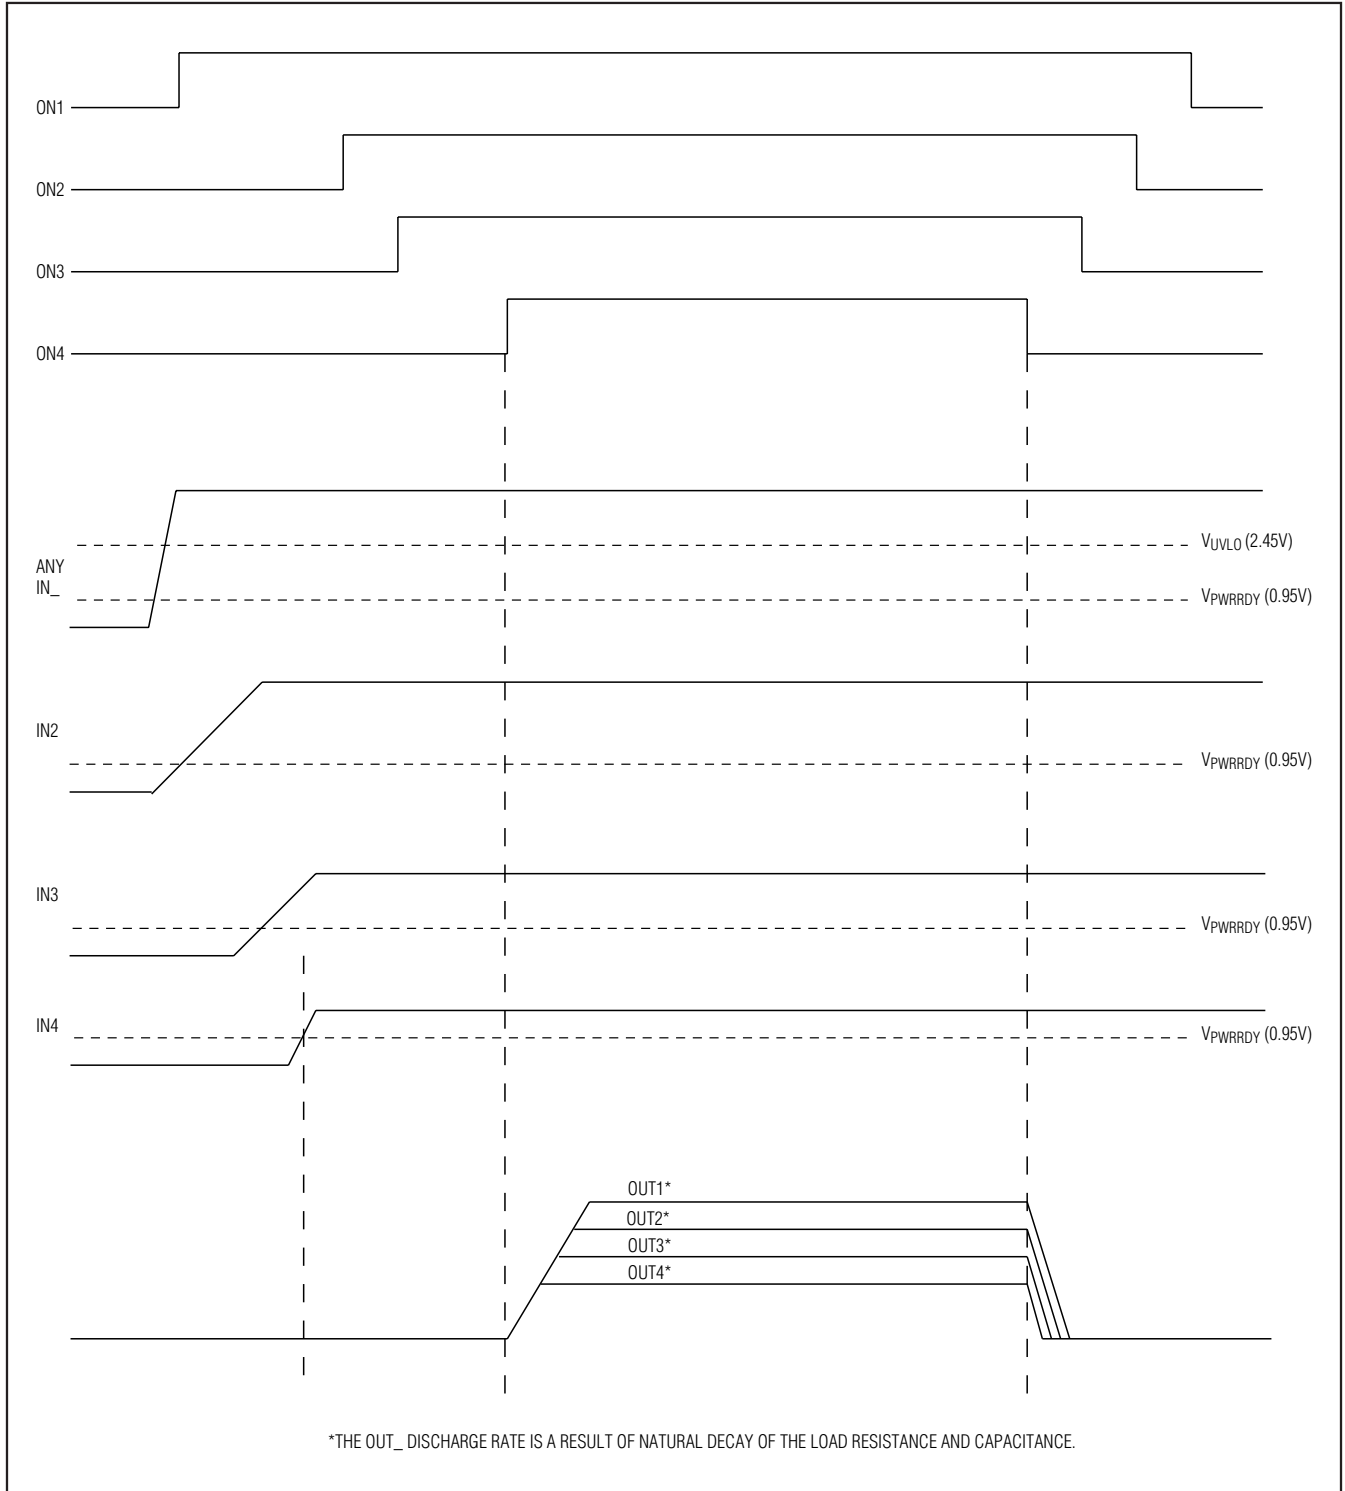 ON1
ON2
ON3
ON4
VUVLO (2.45V)
ANY
IN_
VPWRRDY (0.95V)
IN2
VPWRRDY (0.95V)
IN3
VPWRRDY (0.95V)
IN4
VPWRRDY (0.95V)
OUT1*
OUT2*
OUT3*
OUT4*
*THE OUT_ DISCHARGE RATE IS A RESULT OF NATURAL DECAY OF THE LOAD RESISTANCE AND CAPACITANCE.